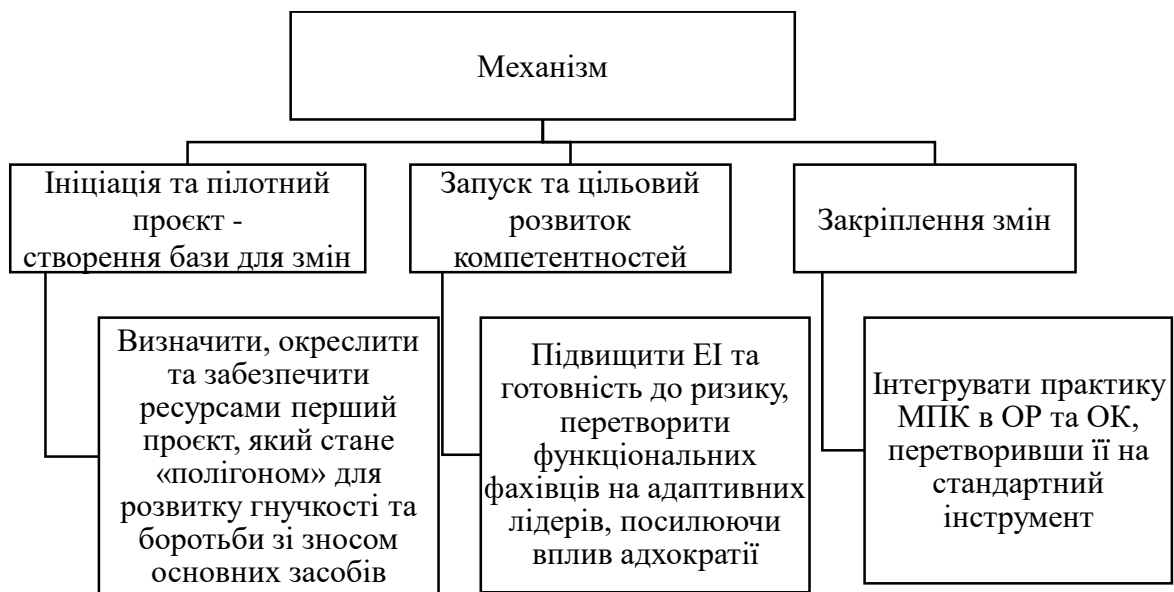 Механізм
Ініціація та пілотний
проєкт -
створення бази для змін
Запуск та цільовий
розвиток
компетентностей
Закріплення змін
Визначити, окреслити
та забезпечити
ресурсами перший
проєкт, який стане
«полігоном» для
розвитку гнучкості та
боротьби зі зносом
основних засобів
Підвищити ЕІ та
готовність до ризику,
перетворити
функціональних
фахівців на адаптивних
лідерів, посилюючи
вплив адхократії
Інтегрувати практику
МПК в ОР та ОК,
перетворивши її на
стандартний
інструмент